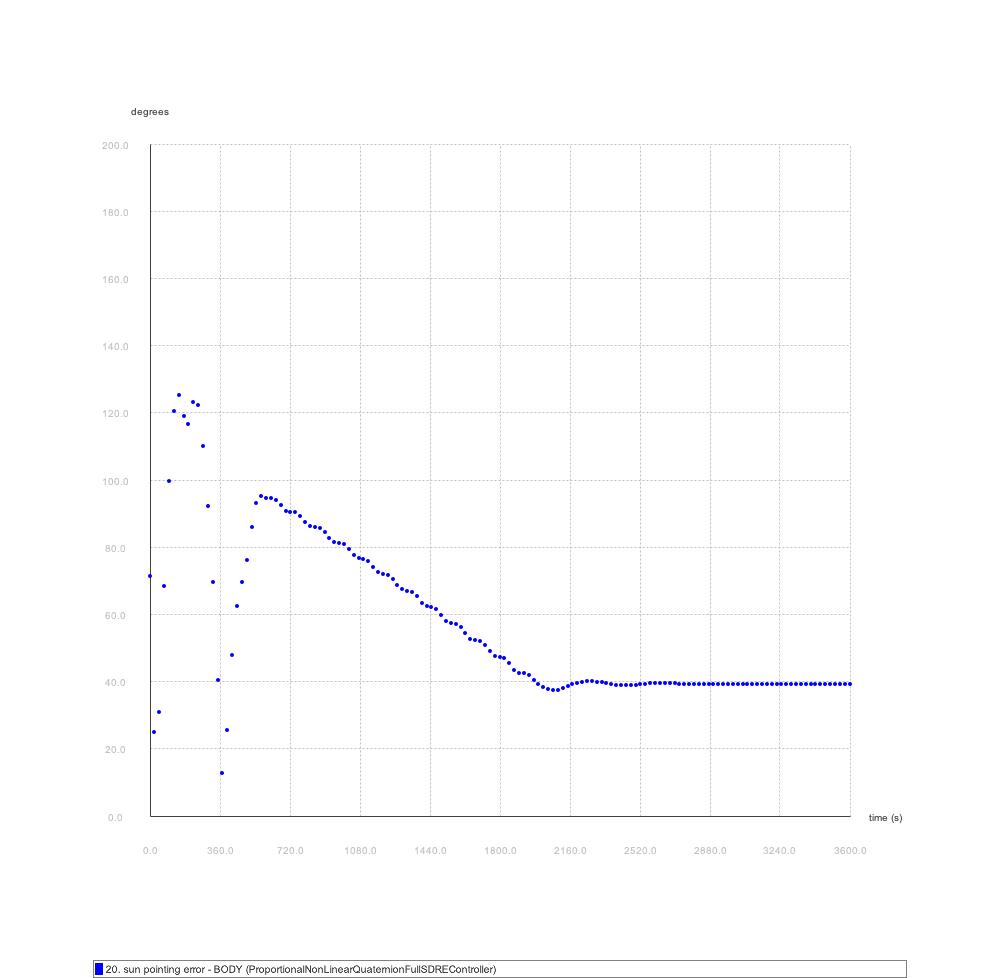 degrees
200.0
180.0
160.0
140.0
120.0
100.0
80.0
60.0
40.0
20.0
0.0
time (s)
0.0 360.0 720.0 1080.0 1440.0 1800.0 2160.0 2520.0 2880.0 3240.0 3600.0
20. sun pointing error - BODY (ProportionalNonLinearQuaternionFullSDREController)